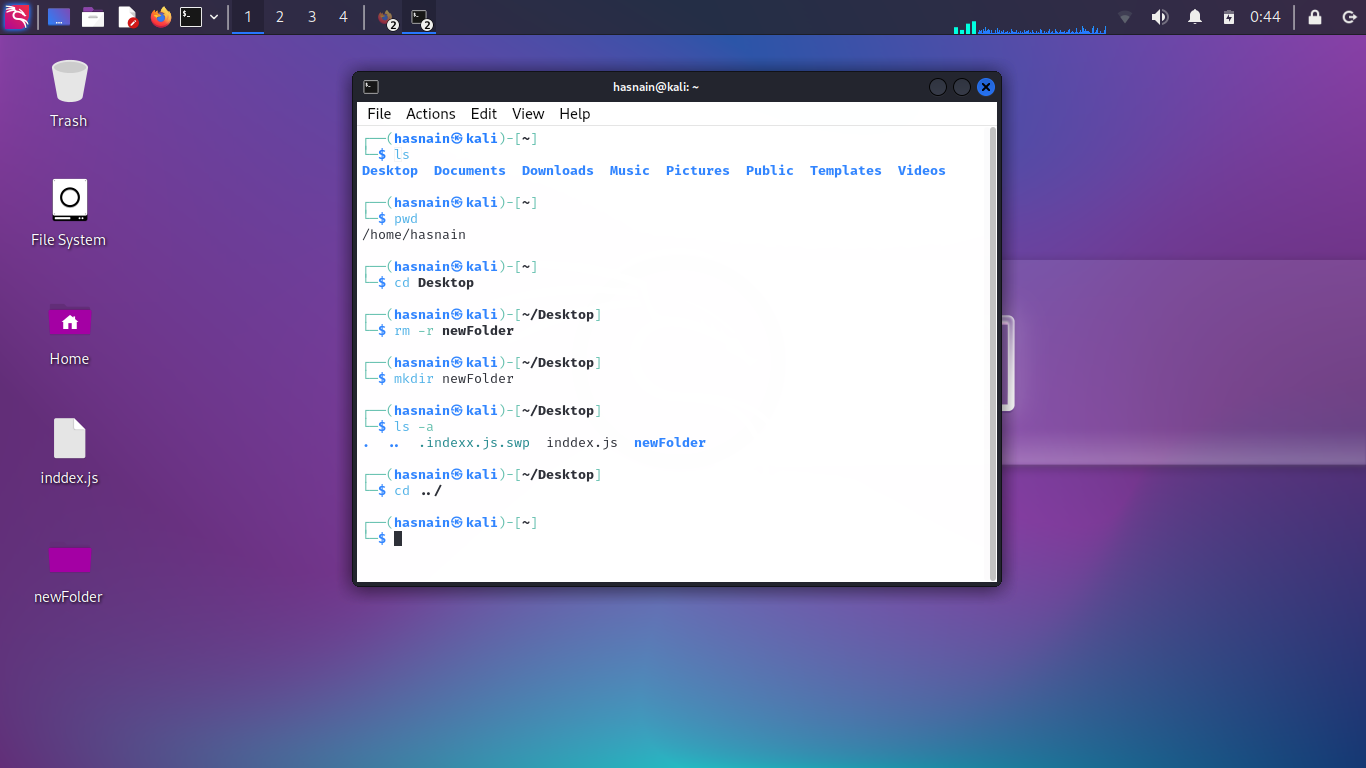 1 2 3 4 2 2 0:44
Trash
File System
Home
inddex.js
newFolder
hasnain@kali: ~
File Actions Edit View Help
┌──(hasnain㉿kali)-[~]
└─$ ls
Desktop Documents Downloads Music Pictures Public Templates Videos
┌──(hasnain㉿kali)-[~]
└─$ pwd
/home/hasnain
┌──(hasnain㉿kali)-[~]
└─$ cd Desktop
┌──(hasnain㉿kali)-[~/Desktop]
└─$ rm -r newFolder
┌──(hasnain㉿kali)-[~/Desktop]
└─$ mkdir newFolder
┌──(hasnain㉿kali)-[~/Desktop]
└─$ ls -a
. .. .indexx.js.swp inddex.js newFolder
┌──(hasnain㉿kali)-[~/Desktop]
└─$ cd ../
┌──(hasnain㉿kali)-[~]
└─$